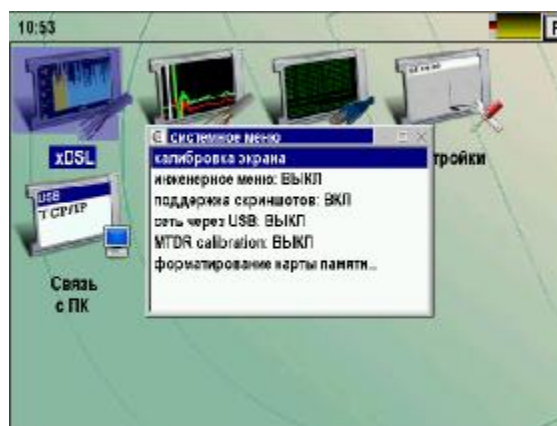 10:53
системное меню
калибровка экрана
инженерное меню: ВЫКЛ
поддержка скриншотов: ВКЛ
сеть через USB: ВЫКЛ
MTDR calibration: ВЫКЛ
форматирование карты памяти...
xDSL
тройки
USB
TCP/IP
Связь
с ПК